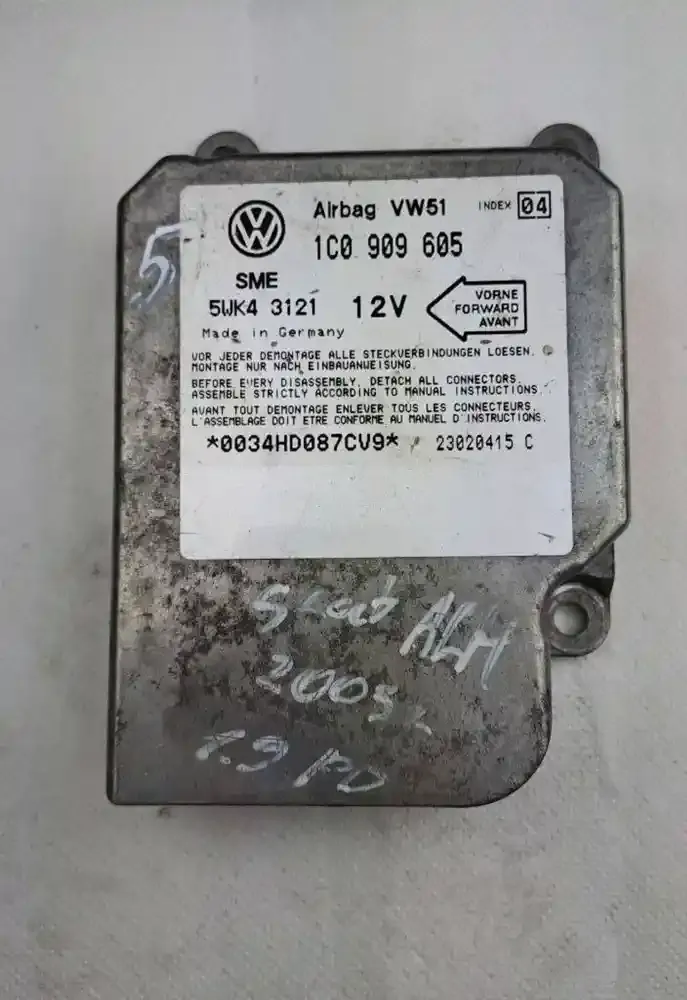 5
Airbag VW51 INDEX 04
1C0 909 605
SME
5WK4 3121 12V
VORNE
FORWARD
AVANT
Made in Germany
VOR JEDER DEMONTAGE ALLE STECKVERBINDUNGEN LOESEN.
MONTAGE NUR NACH EINBAUANWEISUNG.
BEFORE EVERY DISASSEMBLY, DETACH ALL CONNECTORS.
ASSEMBLE STRICTLY ACCORDING TO MANUAL INSTRUCTIONS.
AVANT TOUT DEMONTAGE ENLEVER TOUS LES CONNECTEURS.
L'ASSEMBLAGE DOIT ETRE CONFORME AU MANUEL D'INSTRUCTIONS.
*0034HD087CV9* 23020415 C
2005
1.9 PD